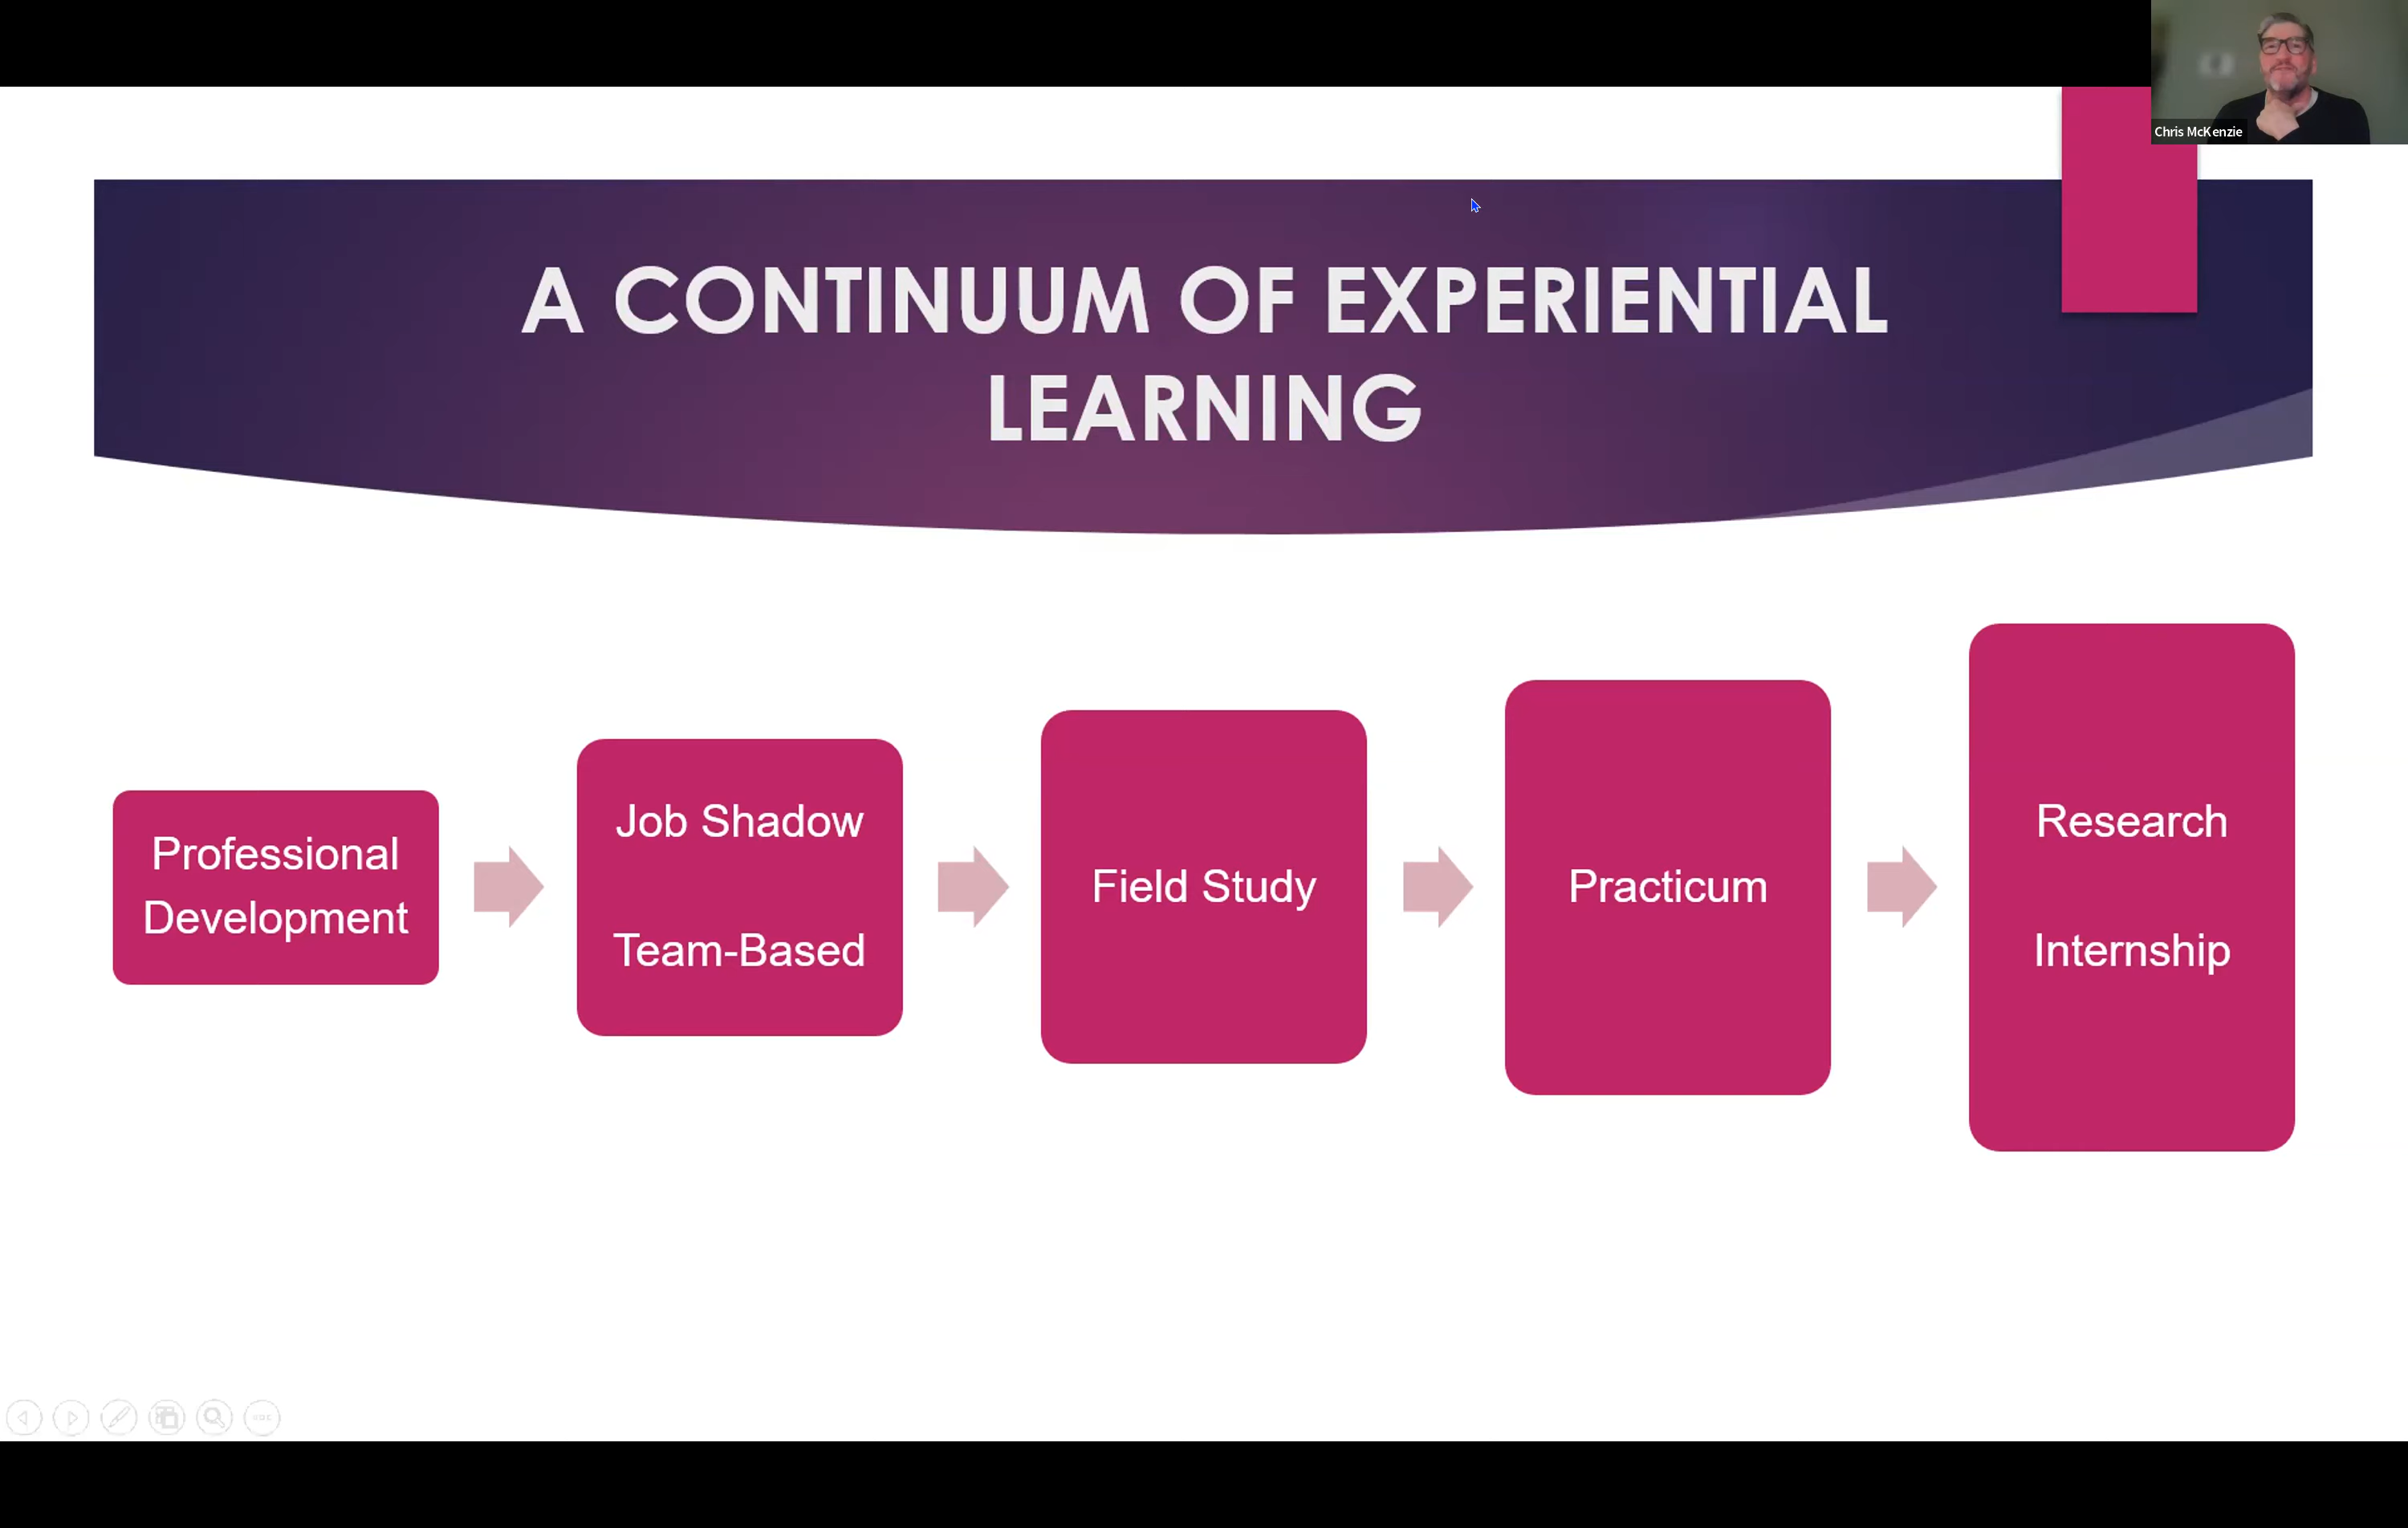 Chris McKenzie
A CONTINUUM OF EXPERIENTIAL
LEARNING
Professional
Development
Job Shadow
Team-Based
Field Study
Practicum
Research
Internship